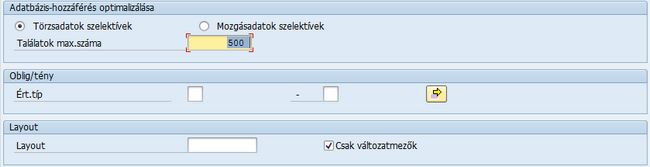 Adatbázis-hozzáférés optimalizálása
Törzsadatok szelektívek Mozgásadatok szelektívek
Találatok max.száma 500
Oblig/tény
Ért.típ -
Layout
Layout Csak változatmezők